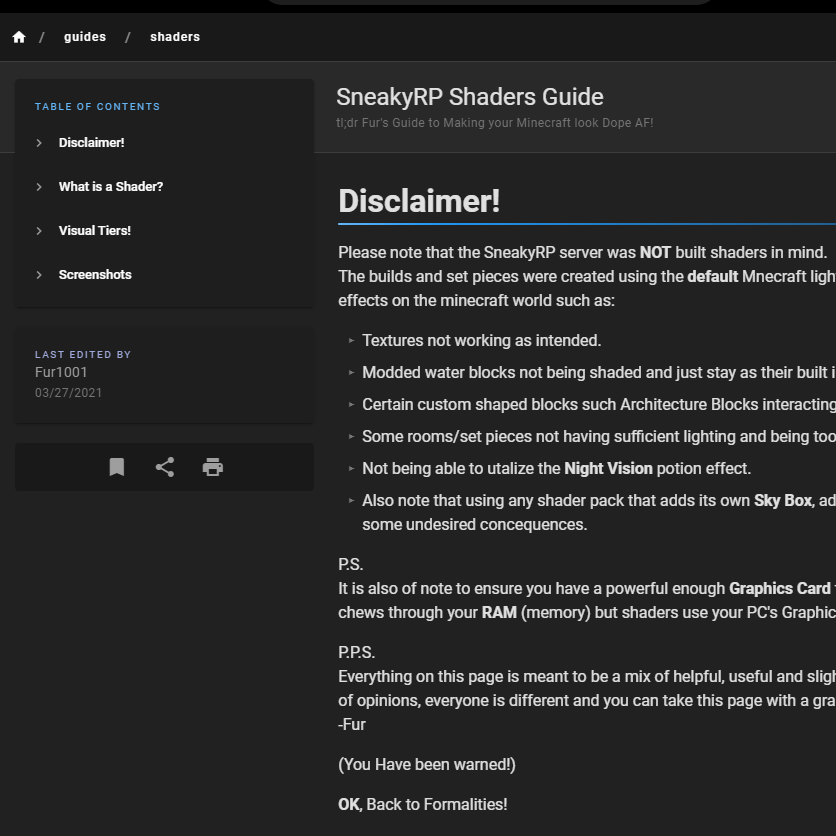 / guides / shaders
TABLE OF CONTENTS
Disclaimer!
What is a Shader?
Visual Tiers!
Screenshots
LAST EDITED BY
Fur1001
03/27/2021
SneakyRP Shaders Guide
tl;dr Fur's Guide to Making your Minecraft look Dope AF!
Disclaimer!
Please note that the SneakyRP server was NOT built shaders in mind.
The builds and set pieces were created using the default Mnecraft ligh
effects on the minecraft world such as:
Textures not working as intended.
Modded water blocks not being shaded and just stay as their built i
Certain custom shaped blocks such Architecture Blocks interacting
Some rooms/set pieces not having sufficient lighting and being too
Not being able to utalize the Night Vision potion effect.
Also note that using any shader pack that adds its own Sky Box, ad
some undesired concequences.
P.S.
It is also of note to ensure you have a powerful enough Graphics Card
chews through your RAM (memory) but shaders use your PC's Graphic
P.P.S.
Everything on this page is meant to be a mix of helpful, useful and sligh
of opinions, everyone is different and you can take this page with a gra
-Fur
(You Have been warned!)
OK, Back to Formalities!